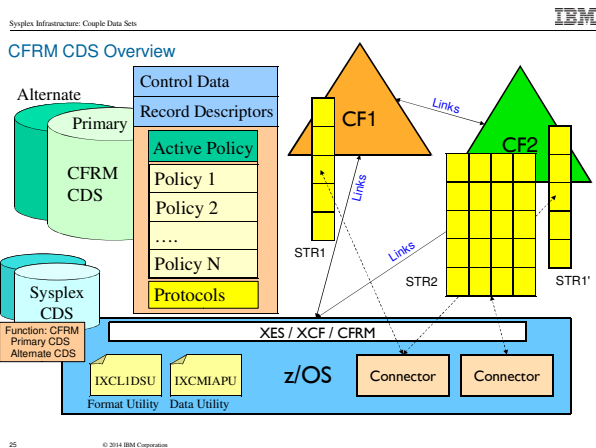 Sysplex Infrastructure: Couple Data Sets
IBM
CFRM CDS Overview
Alternate
Primary
CFRM
CDS
Control Data
Record Descriptors
Active Policy
Policy 1
Policy 2
....
Policy N
Protocols
CF1
Links
CF2
Links
Links
STR1
STR2
STR1'
Sysplex
CDS
Function: CFRM
Primary CDS
Alternate CDS
XES / XCF / CFRM
IXCL1DSU
Format Utility
IXCMIAPU
Data Utility
z/OS
Connector
Connector
25
© 2014 IBM Corporation